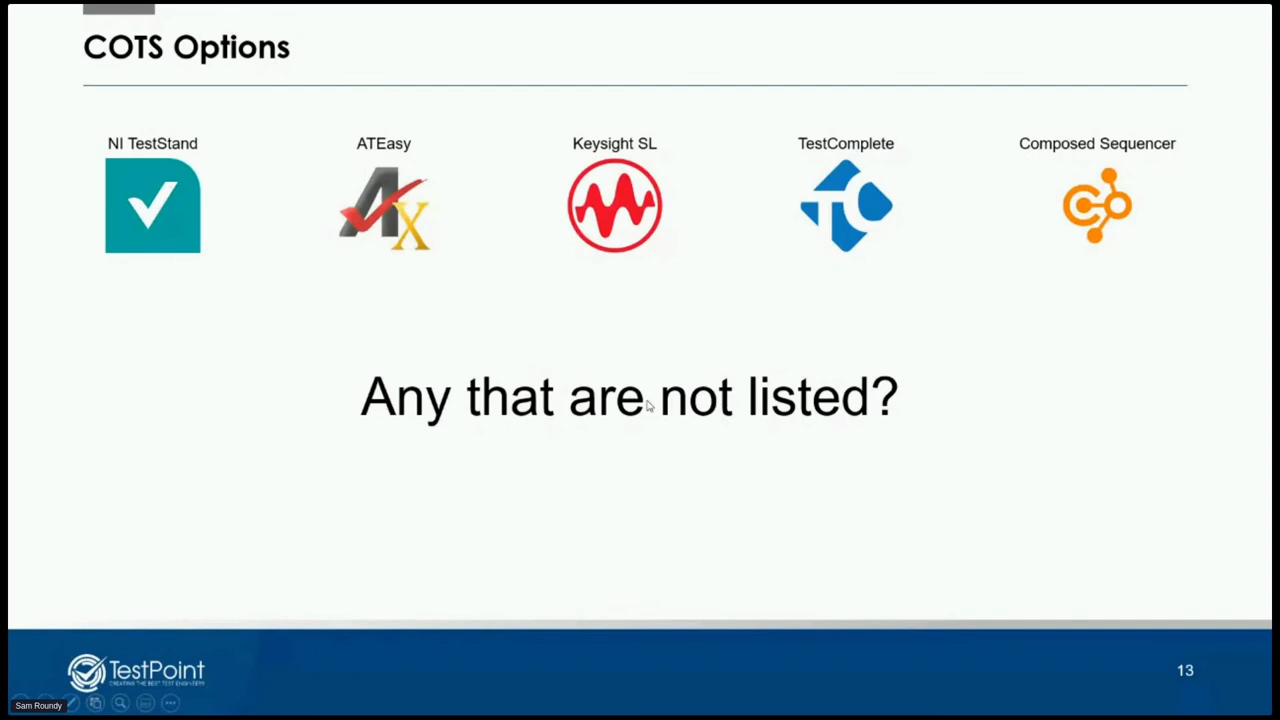 COTS Options
NI TestStand
ATEasy
Keysight SL
TestComplete
Composed Sequencer
Any that are not listed?
TestPoint
CREATING THE BEST TEST ENGINEERS
13
Sam Roundy